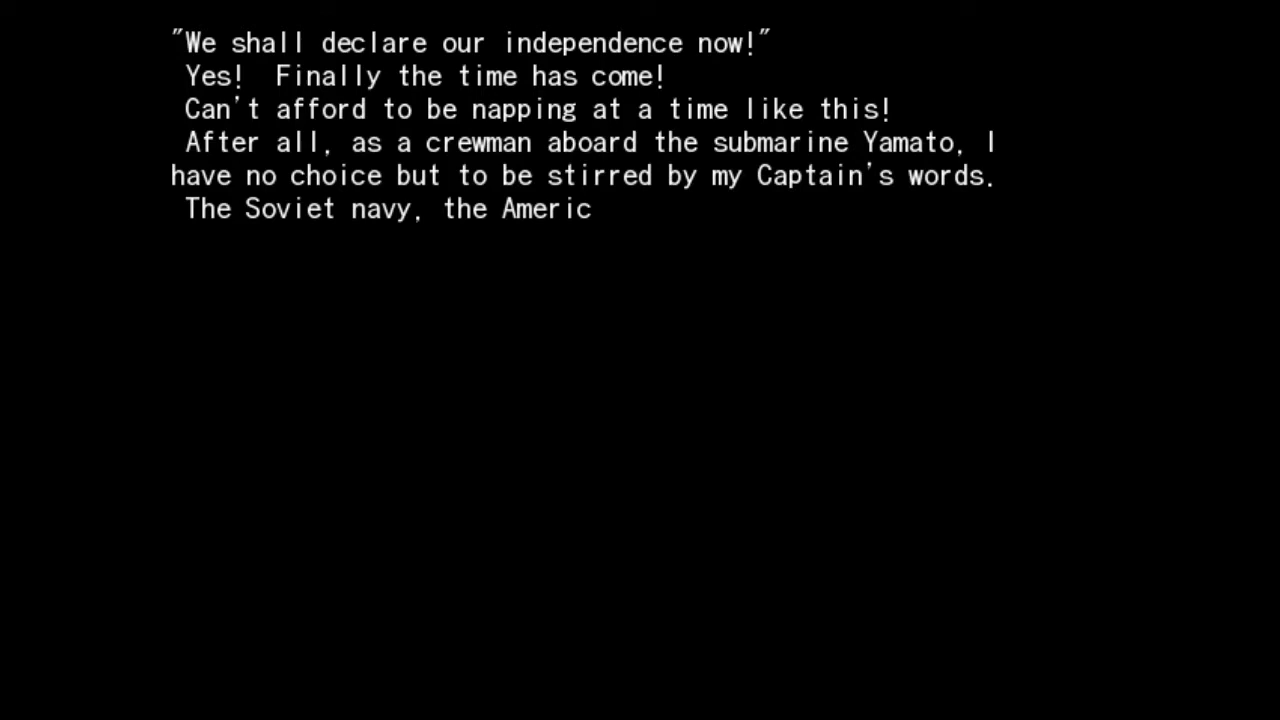 "We shall declare our independence now!"
Yes!  Finally the time has come!
Can't afford to be napping at a time like this!
After all, as a crewman aboard the submarine Yamato, I
have no choice but to be stirred by my Captain's words.
The Soviet navy, the Americ